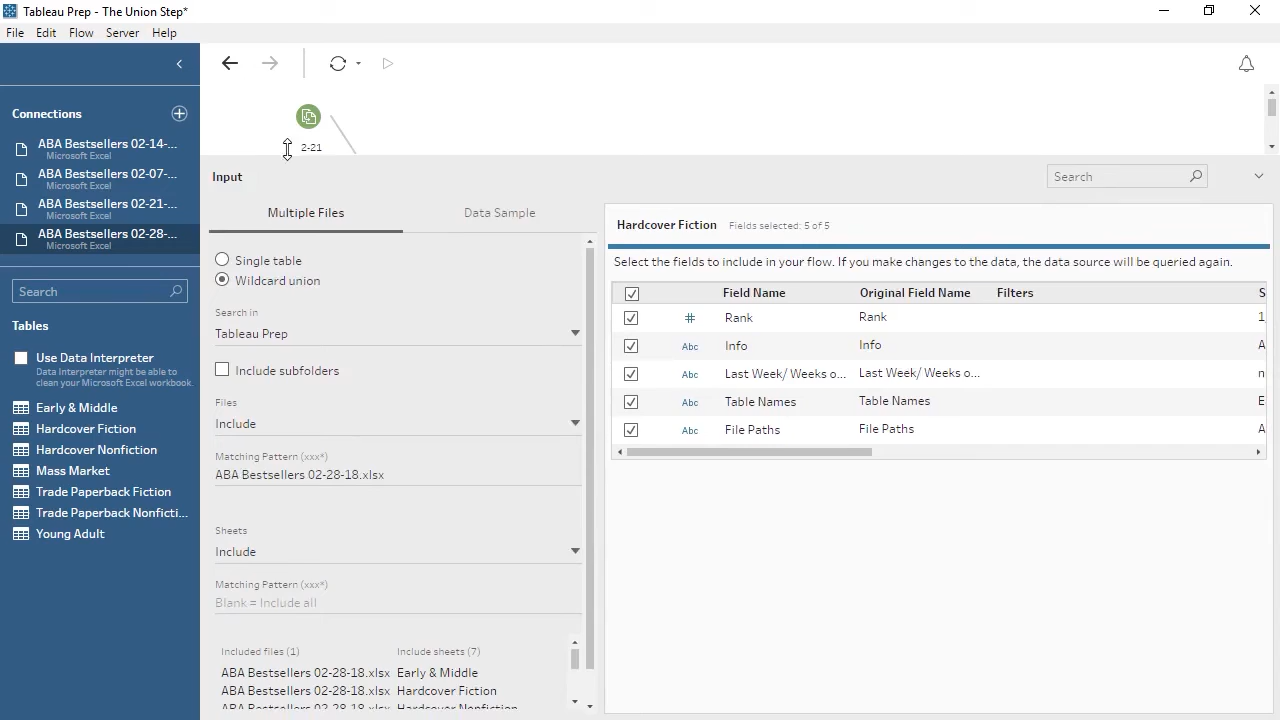 Tableau Prep - The Union Step*
File Edit Flow Server Help
Connections
ABA Bestsellers 02-14-...
Microsoft Excel
ABA Bestsellers 02-07-...
Microsoft Excel
ABA Bestsellers 02-21-...
Microsoft Excel
ABA Bestsellers 02-28-...
Microsoft Excel
Search
Tables
Use Data Interpreter
Data Interpreter might be able to
clean your Microsoft Excel workbook.
Early & Middle
Hardcover Fiction
Hardcover Nonfiction
Mass Market
Trade Paperback Fiction
Trade Paperback Nonficti...
Young Adult
2-21
Input
Search
Multiple Files
Data Sample
Single table
Wildcard union
Search in
Tableau Prep
Include subfolders
Files
Include
Matching Pattern (xxx*)
ABA Bestsellers 02-28-18.xlsx
Sheets
Include
Matching Pattern (xxx*)
Blank = Include all
Included files (1) Include sheets (7)
ABA Bestsellers 02-28-18.xlsx Early & Middle
ABA Bestsellers 02-28-18.xlsx Hardcover Fiction
ABA Bestsellers 02-28-18.xlsx Hardcover Nonfiction
Hardcover Fiction Fields selected: 5 of 5
Select the fields to include in your flow. If you make changes to the data, the data source will be queried again.
Field Name Original Field Name Filters S
# Rank Rank 1
Abc Info Info A
Abc Last Week/ Weeks o... Last Week/ Weeks o... n
Abc Table Names Table Names E
Abc File Paths File Paths A